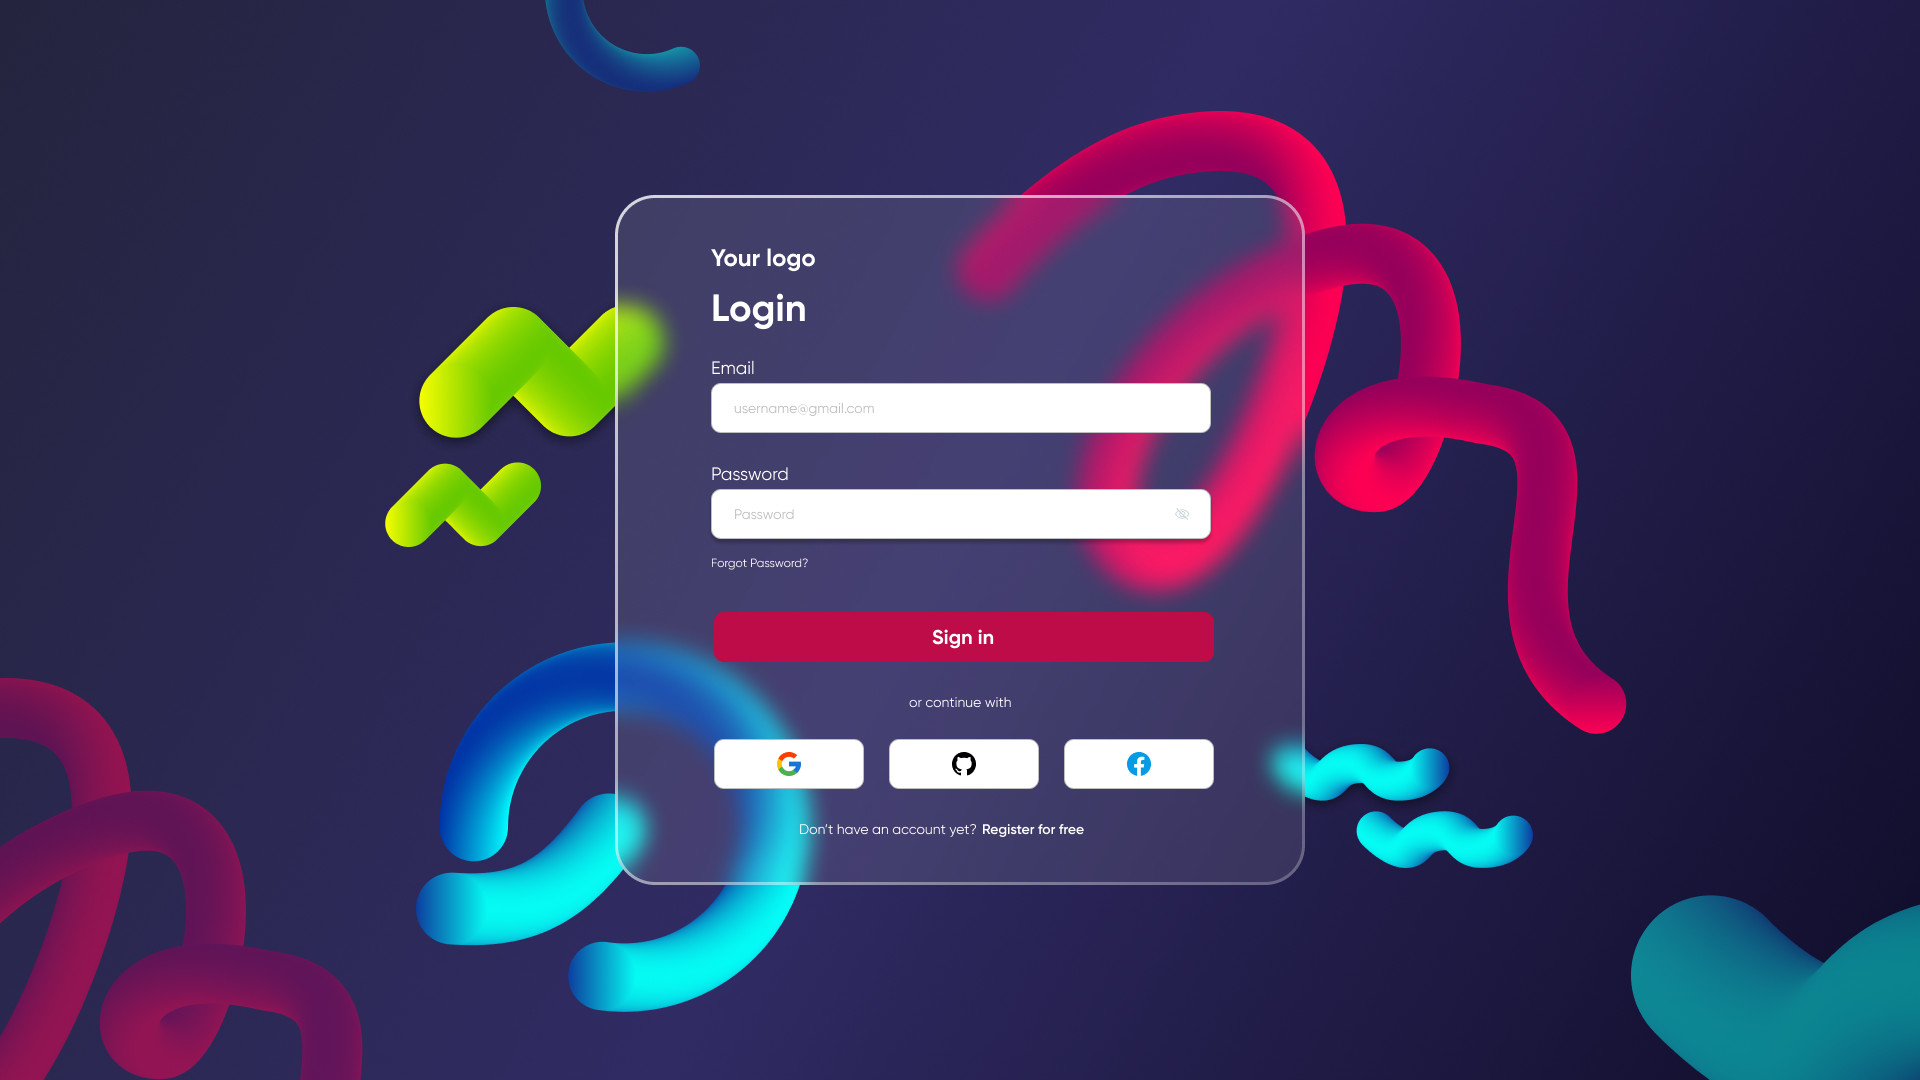 Your logo
Login
Email
username@gmail.com
Password
Password
Forgot Password?
Sign in
or continue with
Don't have an account yet? Register for free